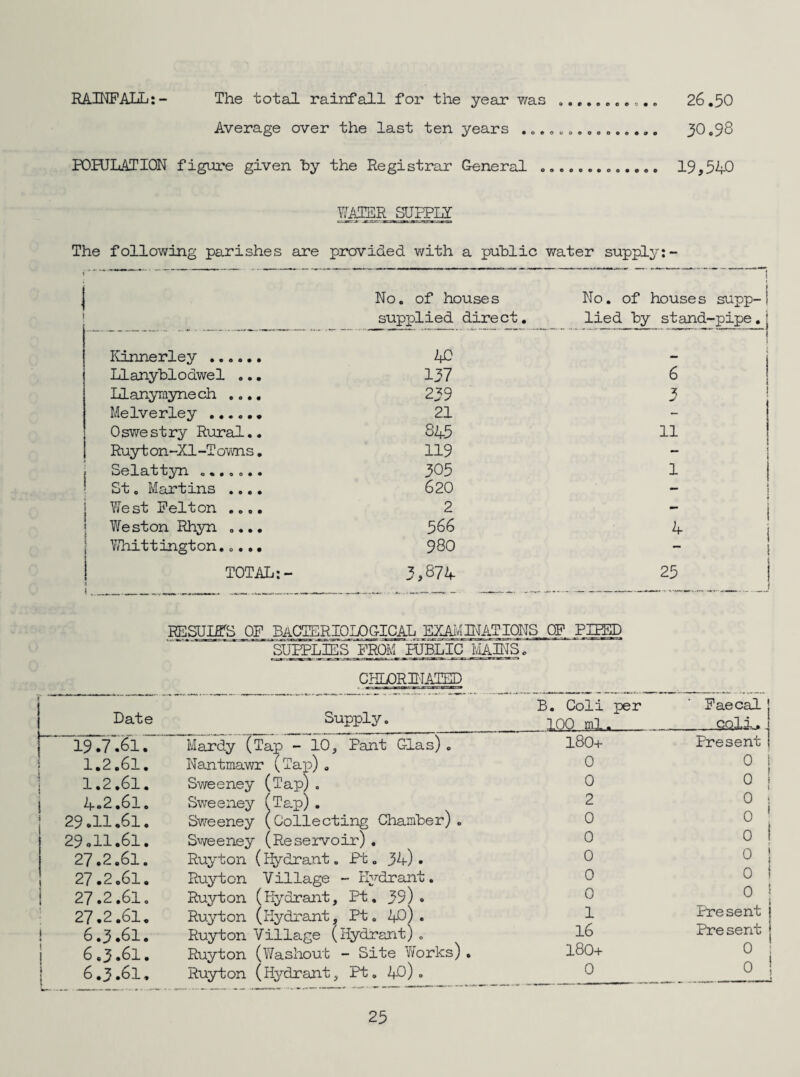 RAINFALL:- The total rainfall for the year was ........... 26.50
Average over the last ten years ............... 30.98
POPULATION figure given by the Registrar General ............. 19,540
WATER SUPPLY
The following parishes are provided with a public water supply:-
No. of houses No. of houses supp-
supplied direct. lied by stand-pipe.
Kinnerley ...... 40 -
Llanyblodwel ... 137 6
Llanymynech .... 239 3
Melverley ...... 21 -
Oswestry Rural.. 845 11
Ruyton-X1-Towns. 119 -
Selattyn ....... 305 1
St. Martins .... 620 -
West Felton .... 2 -
Weston Rhyn .... 566 4
Whittington..... 980 -
TOTAL:- 3,874 25
RESULTS OF BACTERIOLOGICAL EXAMINATIONS OF PIPED
SUPPLIES FROM PUBLIC MAINS.
CHLORINATED
Date Supply. B. Coli per 100 ml. Faecal coli.
19.7.61. Mardy (Tap - 10, Pant Glas). 180+ Present
1.2.61. Nantmawr (Tap). 0 0
1.2.61. Sweeney (Tap). 0 0
4.2.61. Sweeney (Tap). 2 0
29.11.61. Sweeney (Collecting Chamber). 0 0
29.11.61. Sweeney (Reservoir). 0 0
27.2.61. Ruyton (Hydrant. Pt. 34). 0 0
27.2.61. Ruyton Village - Hydrant. 0 0
27.2.61. Ruyton (Hydrant, Pt. 39). 0 0
27.2.61. Ruyton (Hydrant, Pt. 40). 1 Present
6.3.61. Ruyton Village (Hydrant). 16 Present
6.3.61. Ruyton (Washout - Site Works). 180+ 0
6.3.61. Ruyton (Hydrant, Pt. 40). 0 0
25